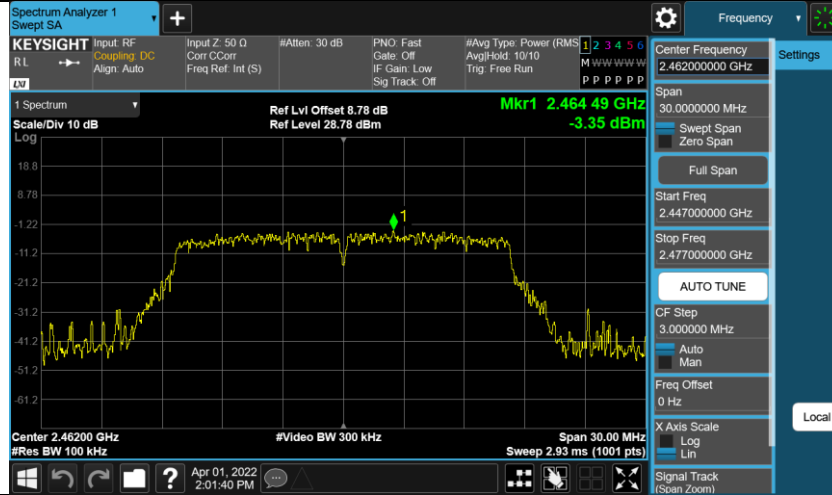 Spectrum Analyzer 1
Swept SA
+
Frequency
KEYSIGHT
RL
LXI
Input: RF
Coupling: DC
Align: Auto
Input Z: 50 Ω
Corr CCorr
Freq Ref: Int (S)
#Atten: 30 dB
PNO: Fast
Gate: Off
IF Gain: Low
Sig Track: Off
#Avg Type: Power (RMS
Avg|Hold: 10/10
Trig: Free Run
1 2 3 4 5 6
M W W W W W
P P P P P P
1 Spectrum
Scale/Div 10 dB
Log
Ref Lvl Offset 8.78 dB
Ref Level 28.78 dBm
Mkr1 2.464 49 GHz
-3.35 dBm
18.8
8.78
-1.22
-11.2
-21.2
-31.2
-41.2
-51.2
-61.2
1
Center 2.46200 GHz
#Res BW 100 kHz
#Video BW 300 kHz
Span 30.00 MHz
Sweep 2.93 ms (1001 pts)
Apr 01, 2022
2:01:40 PM
?
Center Frequency
2.462000000 GHz
Span
30.0000000 MHz
Swept Span
Zero Span
Full Span
Start Freq
2.447000000 GHz
Stop Freq
2.477000000 GHz
AUTO TUNE
CF Step
3.000000 MHz
Auto
Man
Freq Offset
0 Hz
X Axis Scale
Log
Lin
Signal Track
(Span Zoom)
Settings
Local